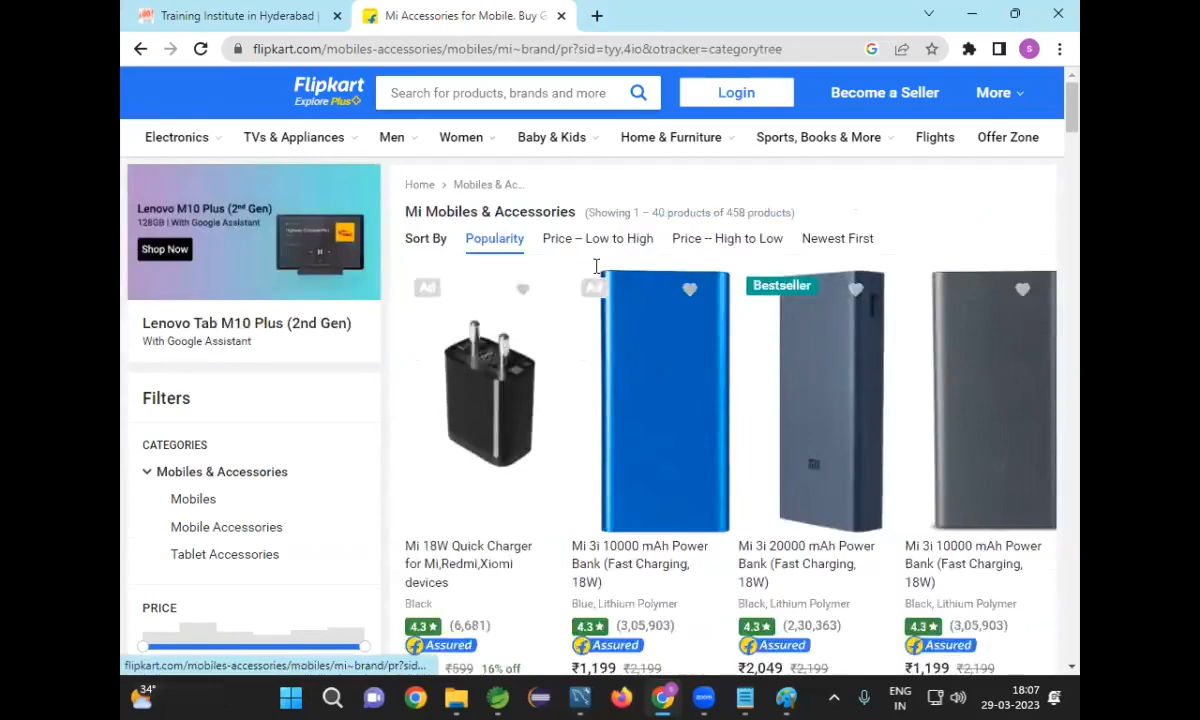 Training Institute in Hyderabad |
Mi Accessories for Mobile. Buy G
flipkart.com/mobiles-accessories/mobiles/mi~brand/pr?sid=tyy.4io&otracker=categorytree
S
Flipkart
Explore Plus
Search for products, brands and more
Login
Become a Seller
More
Electronics
TVs & Appliances
Men
Women
Baby & Kids
Home & Furniture
Sports, Books & More
Flights
Offer Zone
Lenovo M10 Plus (2nd Gen)
128GB | With Google Assistant
Shop Now
Lenovo Tab M10 Plus (2nd Gen)
With Google Assistant
Filters
CATEGORIES
Mobiles & Accessories
Mobiles
Mobile Accessories
Tablet Accessories
PRICE
Home > Mobiles & Ac...
Mi Mobiles & Accessories (Showing 1 – 40 products of 458 products)
Sort By Popularity Price -- Low to High Price -- High to Low Newest First
Ad
Mi 18W Quick Charger
for Mi,Redmi,Xiomi
devices
Black
4.3 ★ (6,681)
Assured
₹599 16% off
Ad
Mi 3i 10000 mAh Power
Bank (Fast Charging,
18W)
Blue, Lithium Polymer
4.3 ★ (3,05,903)
Assured
₹1,199 ₹2,199
Bestseller
mi
Mi 3i 20000 mAh Power
Bank (Fast Charging,
18W)
Black, Lithium Polymer
4.3 ★ (2,30,363)
Assured
₹2,049 ₹2,199
Mi 3i 10000 mAh Power
Bank (Fast Charging,
18W)
Black, Lithium Polymer
4.3 ★ (3,05,903)
Assured
₹1,199 ₹2,199
flipkart.com/mobiles-accessories/mobiles/mi~brand/pr?sid...
34°
zoom
ENG
IN
18:07
29-03-2023